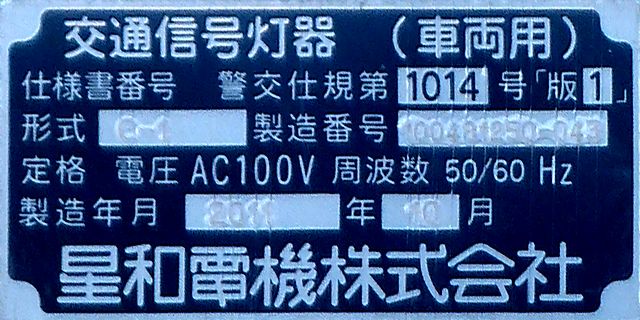 交通信号灯器 （車両用）
仕様書番号 警交仕規第 1014 号「版 1」
形式 製造番号
定格 電圧 AC100V 周波数 50/60 Hz
製造年月 2011 年 10 月
星和電機株式会社